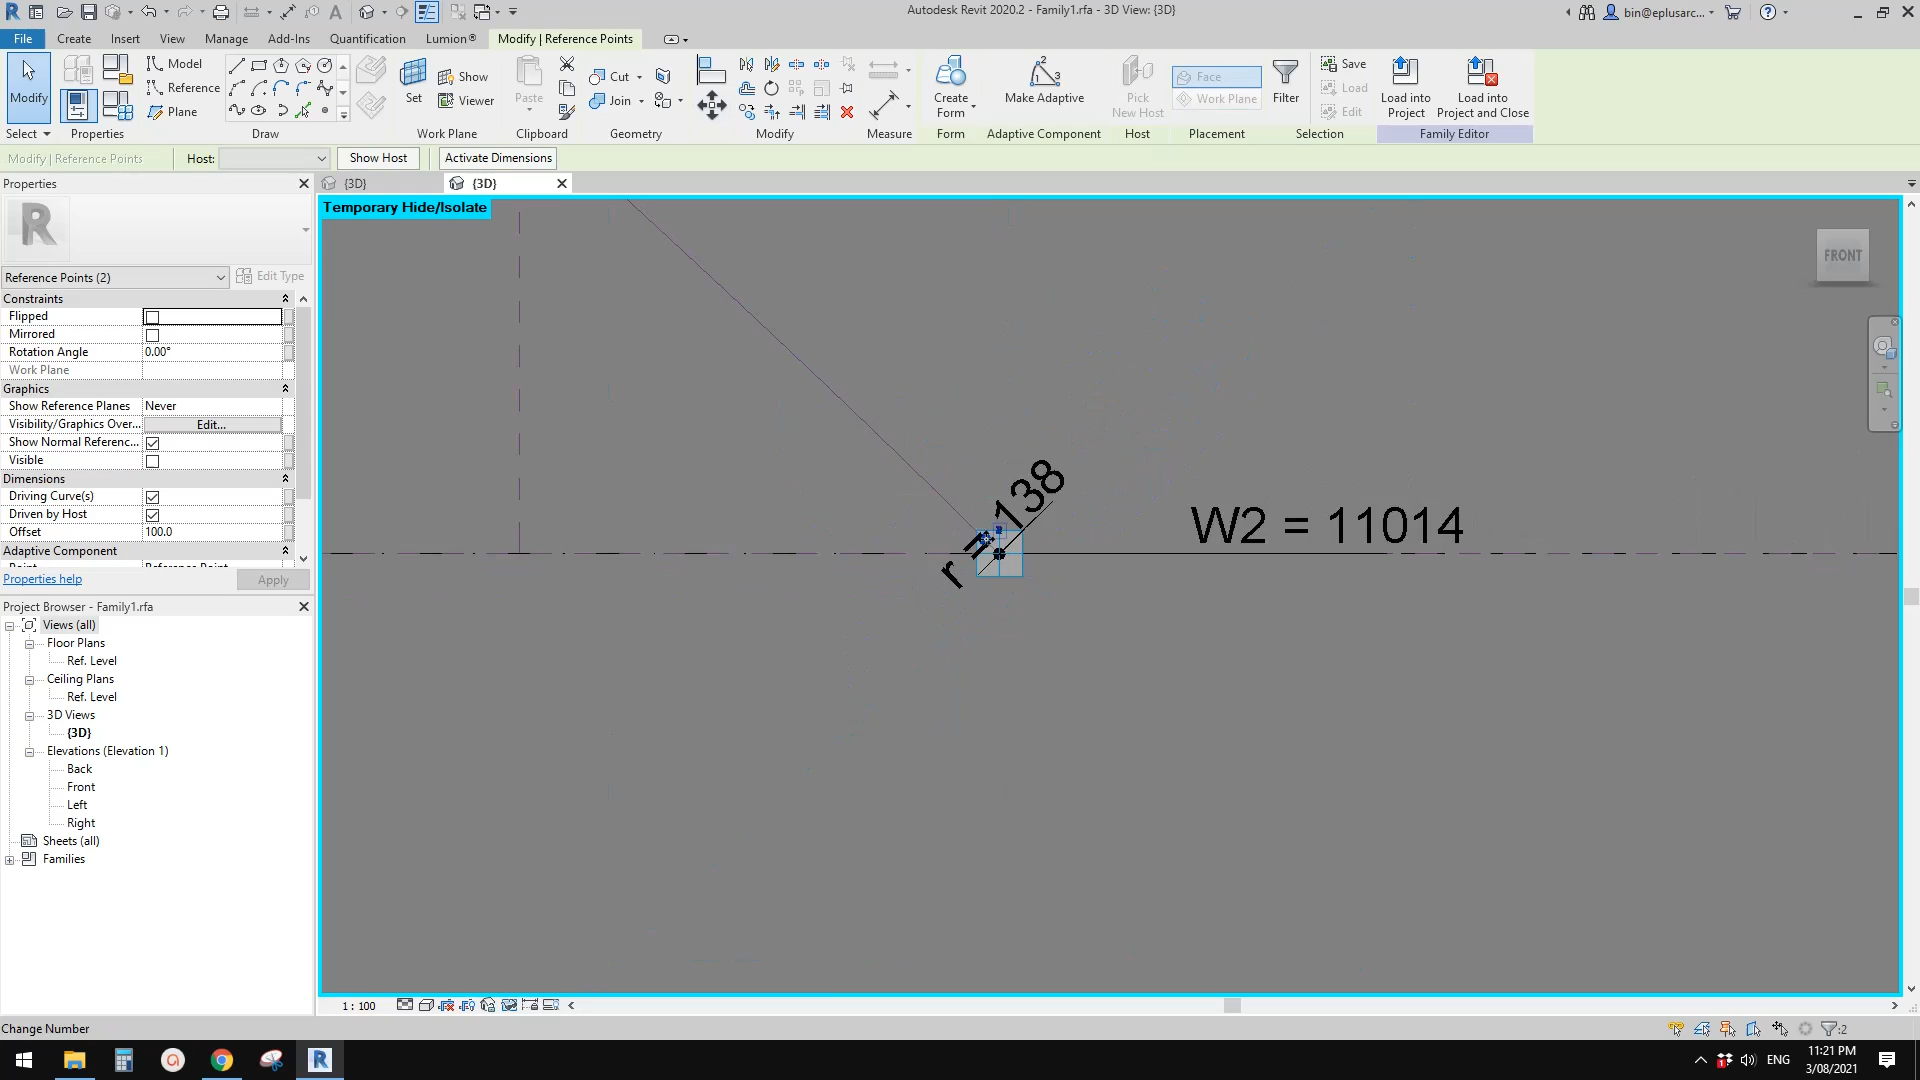 Autodesk Revit 2020.2 - Family1.rfa - 3D View: {3D}
bin@eplusarc...
File Create Insert View Manage Add-Ins Quantification Lumion® Modify | Reference Points
Modify
Select
Properties
Model
Reference
Plane
Draw
Set
Show
Viewer
Work Plane
Paste
Clipboard
Cut
Join
Geometry
Modify
Measure
Create
Form
Form
Make Adaptive
Adaptive Component
Pick
New Host
Host
Face
Work Plane
Placement
Filter
Save
Load
Edit
Selection
Load into
Project
Load into
Project and Close
Family Editor
Modify | Reference Points
Host:
Show Host
Activate Dimensions
Properties
{3D}
{3D}
Reference Points (2)
Edit Type
Constraints
Flipped
Mirrored
Rotation Angle 0.00°
Work Plane
Graphics
Show Reference Planes Never
Visibility/Graphics Over... Edit...
Show Normal Referenc...
Visible
Dimensions
Driving Curve(s)
Driven by Host
Offset 100.0
Adaptive Component
Properties help
Apply
Project Browser - Family1.rfa
Views (all)
Floor Plans
Ref. Level
Ceiling Plans
Ref. Level
3D Views
{3D}
Elevations (Elevation 1)
Back
Front
Left
Right
Sheets (all)
Families
Temporary Hide/Isolate
FRONT
r = 138
W2 = 11014
1 : 100
Change Number
:2
ENG
11:21 PM
3/08/2021